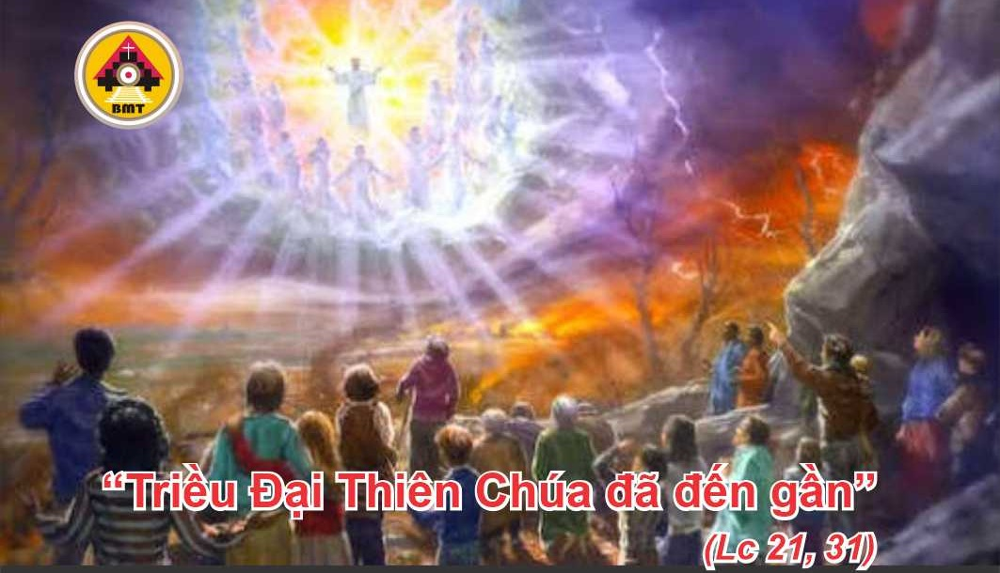 BMT
“Triều Đại Thiên Chúa đã đến gần”
(Lc 21, 31)